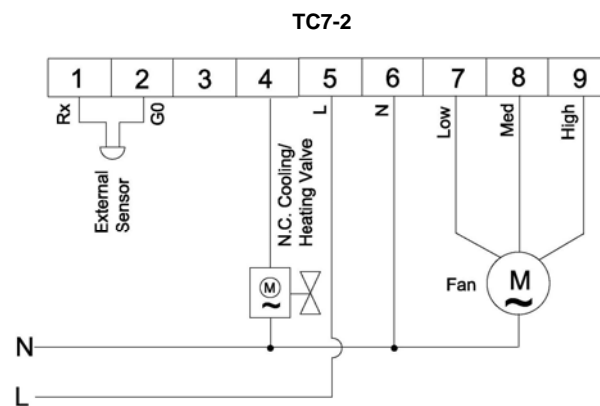 TC7-2
1 2 3 4 5 6 7 8 9
Rx
G0
L
N
Low
Med
High
External
Sensor
N.C. Cooling/
Heating Valve
M
~
Fan
M
~
N
L